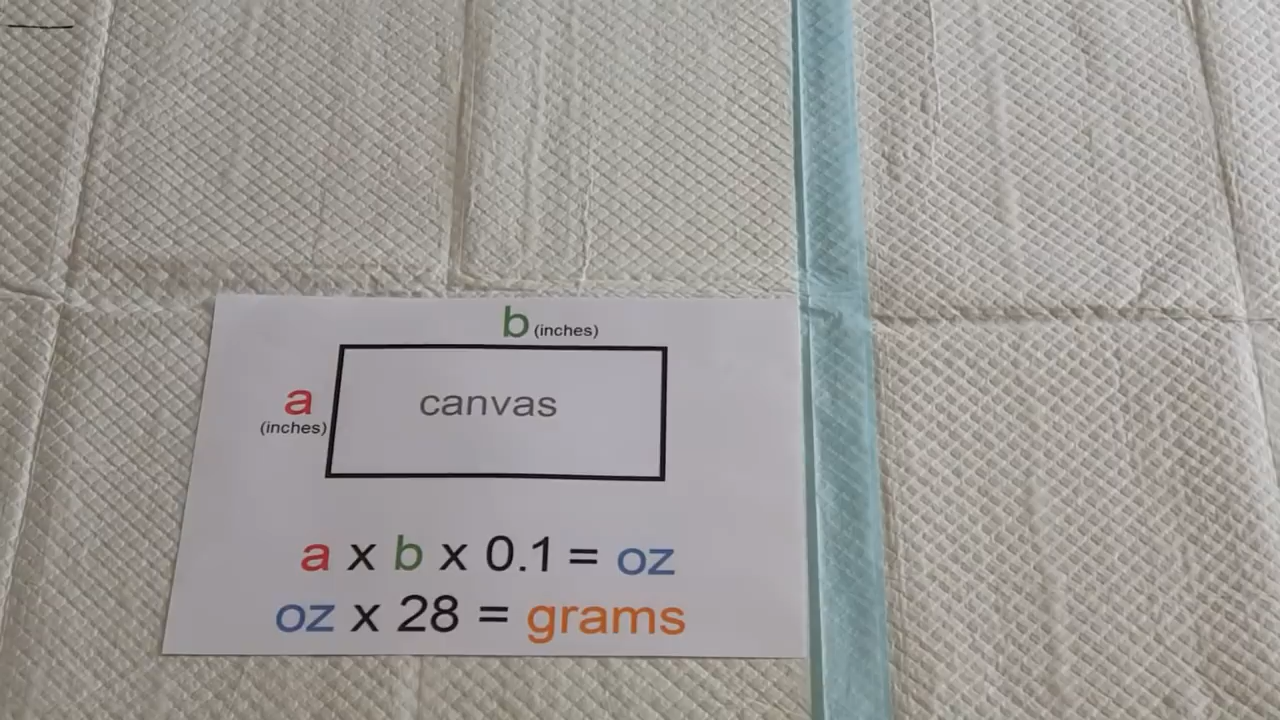 b (inches)
a
(inches)
canvas
a x b x 0.1 = oz
oz x 28 = grams